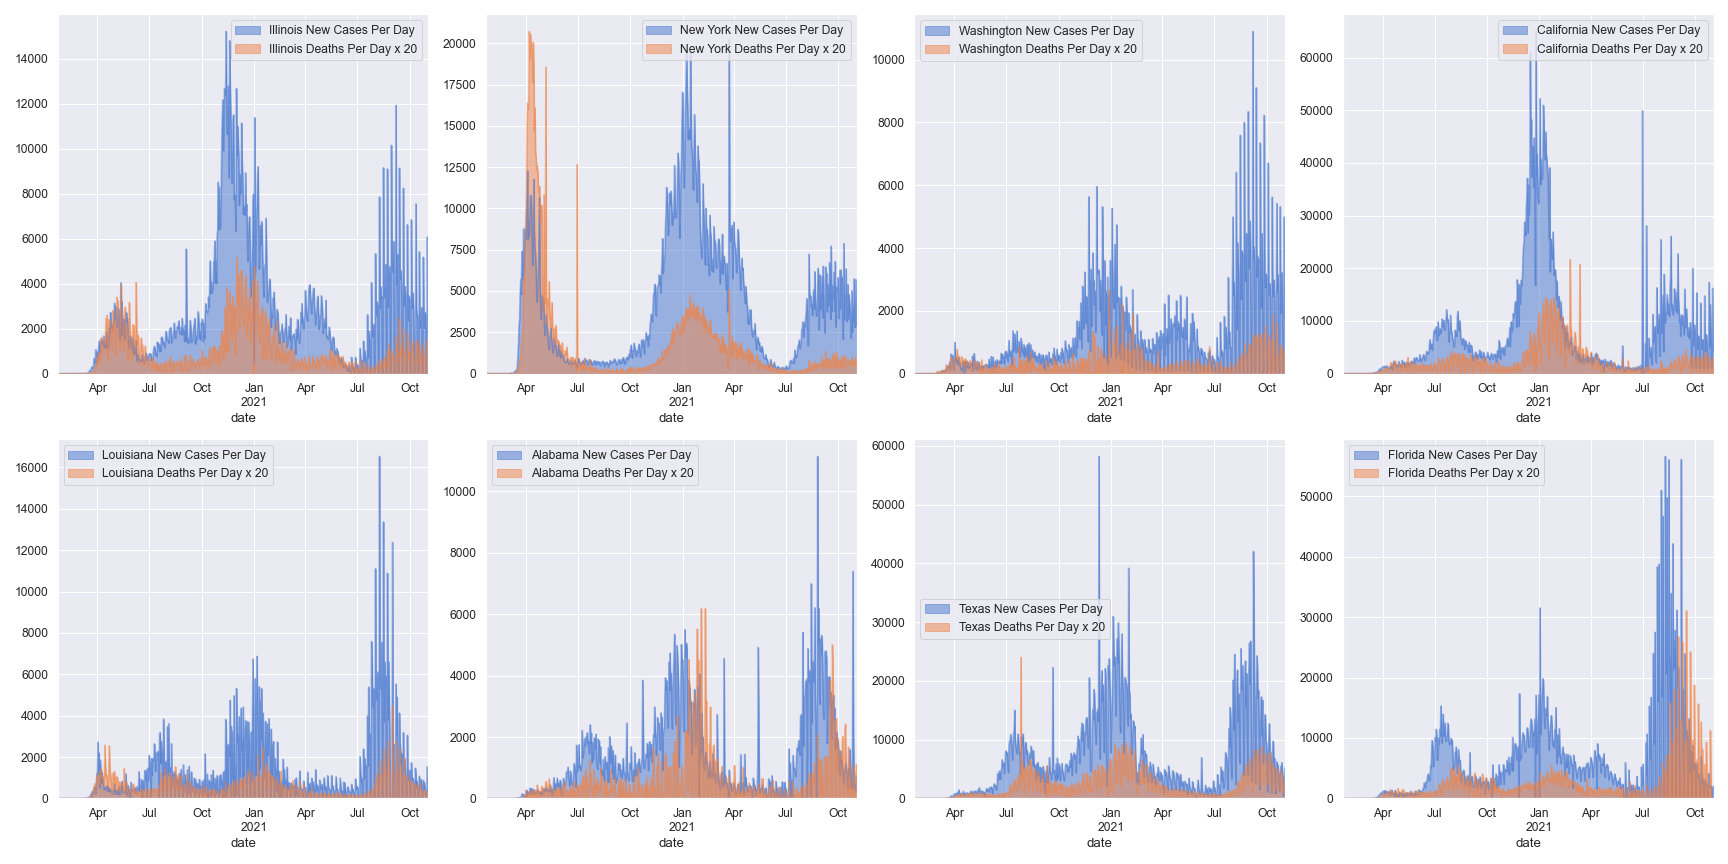 Illinois New Cases Per Day
Illinois Deaths Per Day x 20
14000
12000
10000
8000
6000
4000
2000
0
Apr Jul Oct Jan Apr Jul Oct
2021
date
New York New Cases Per Day
New York Deaths Per Day x 20
20000
17500
15000
12500
10000
7500
5000
2500
0
Apr Jul Oct Jan Apr Jul Oct
2021
date
Washington New Cases Per Day
Washington Deaths Per Day x 20
10000
8000
6000
4000
2000
0
Apr Jul Oct Jan Apr Jul Oct
2021
date
California New Cases Per Day
California Deaths Per Day x 20
60000
50000
40000
30000
20000
10000
0
Apr Jul Oct Jan Apr Jul Oct
2021
date
Louisiana New Cases Per Day
Louisiana Deaths Per Day x 20
16000
14000
12000
10000
8000
6000
4000
2000
0
Apr Jul Oct Jan Apr Jul Oct
2021
date
Alabama New Cases Per Day
Alabama Deaths Per Day x 20
10000
8000
6000
4000
2000
0
Apr Jul Oct Jan Apr Jul Oct
2021
date
60000
50000
40000
30000
Texas New Cases Per Day
Texas Deaths Per Day x 20
20000
10000
0
Apr Jul Oct Jan Apr Jul Oct
2021
date
Florida New Cases Per Day
Florida Deaths Per Day x 20
50000
40000
30000
20000
10000
0
Apr Jul Oct Jan Apr Jul Oct
2021
date